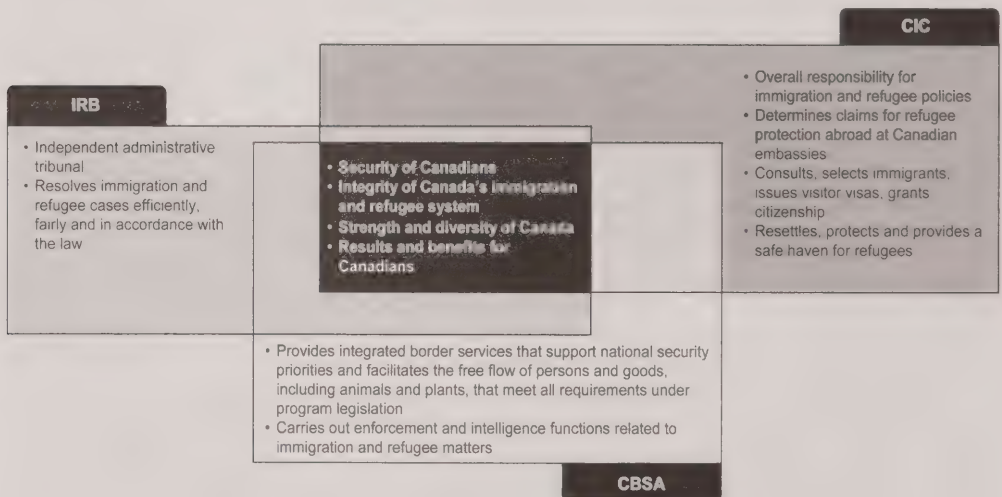 CIC
• Overall responsibility for
immigration and refugee policies
• Determines claims for refugee
protection abroad at Canadian
embassies
• Consults, selects immigrants,
issues visitor visas, grants
citizenship
• Resettles, protects and provides a
safe haven for refugees
IRB
• Independent administrative
tribunal
• Resolves immigration and
refugee cases efficiently,
fairly and in accordance with
the law
• Security of Canadians
• Integrity of Canada's immigration
and refugee system
• Strength and diversity of Canada
• Results and benefits for
Canadians
• Provides integrated border services that support national security
priorities and facilitates the free flow of persons and goods,
including animals and plants, that meet all requirements under
program legislation
• Carries out enforcement and intelligence functions related to
immigration and refugee matters
CBSA